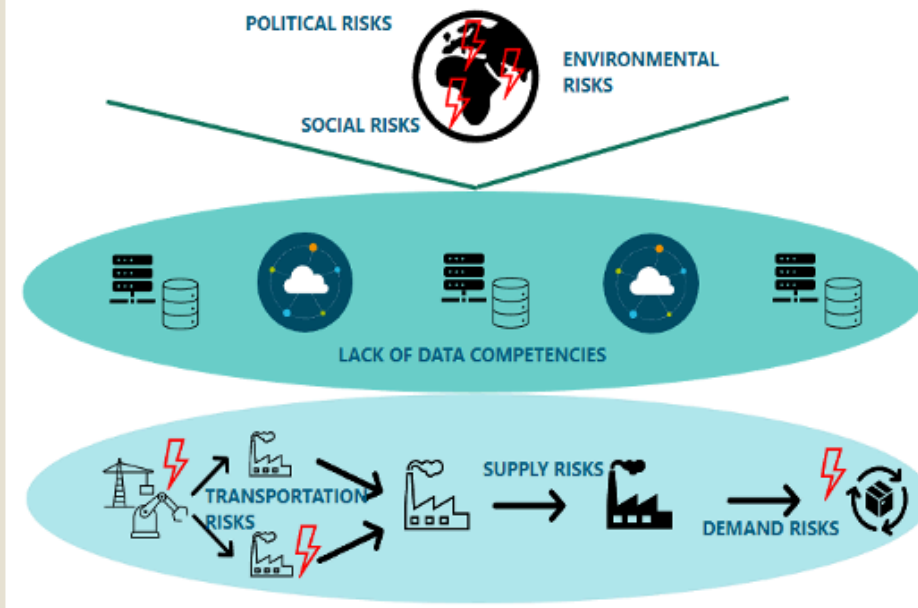 POLITICAL RISKS
ENVIRONMENTAL
RISKS
SOCIAL RISKS
LACK OF DATA COMPETENCIES
SUPPLY RISKS
TRANSPORTATION
RISKS
DEMAND RISKS